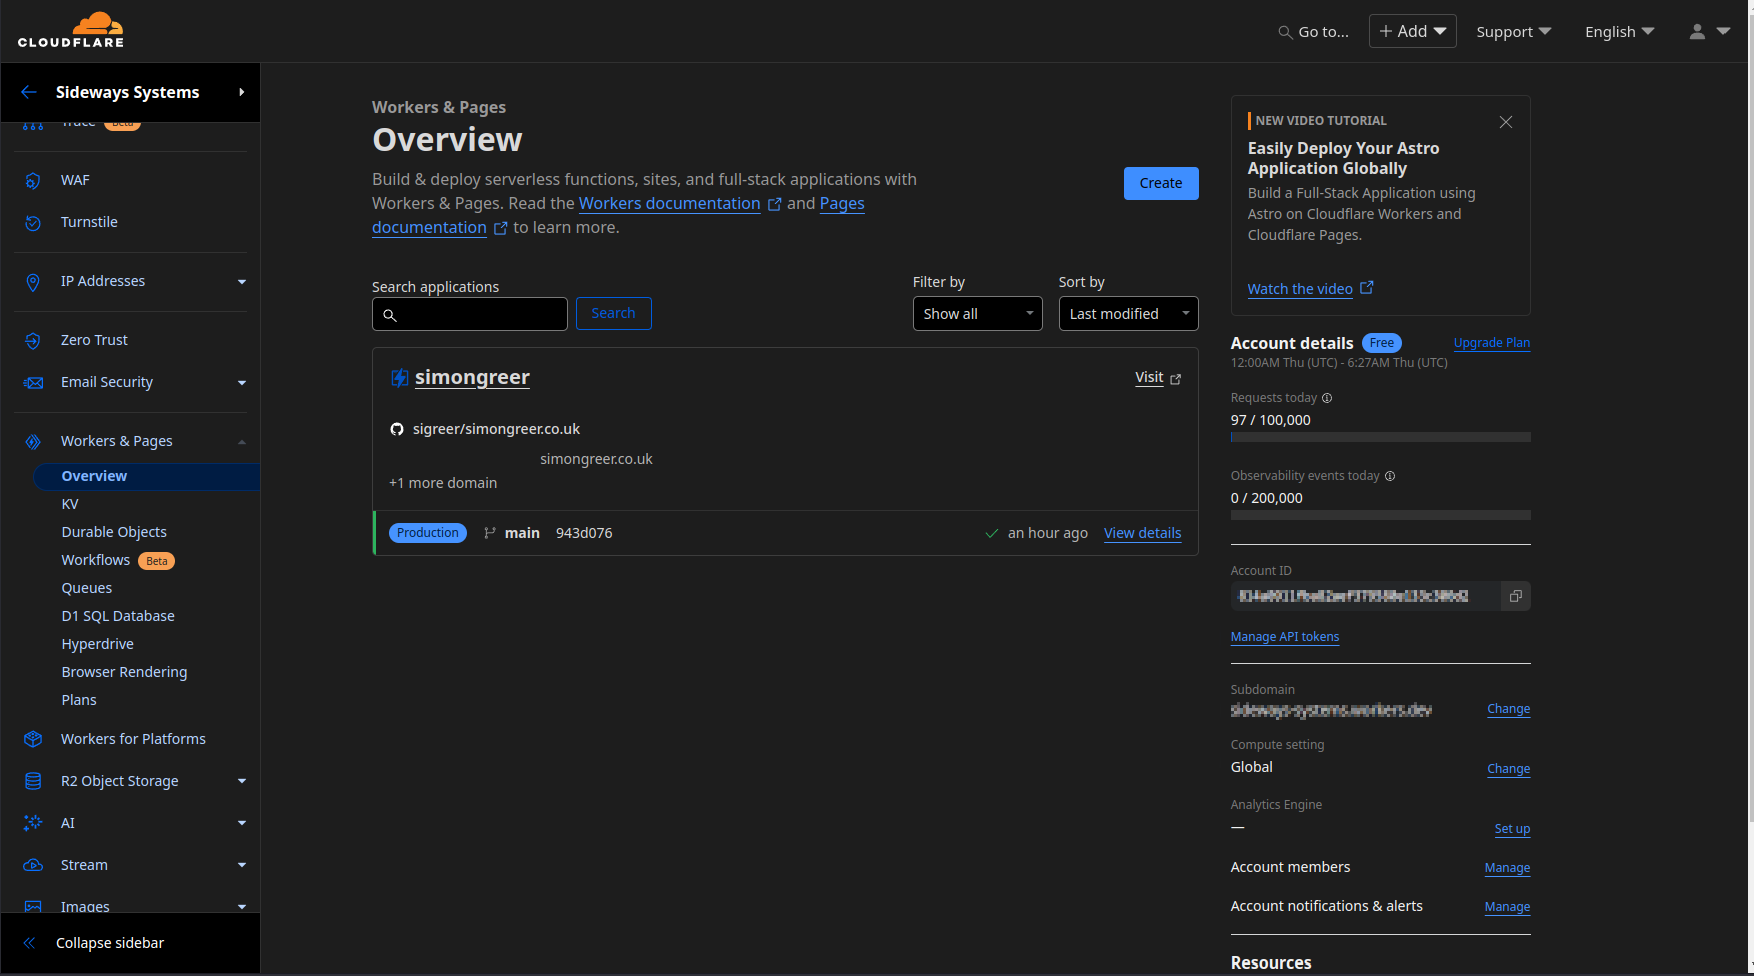 CLOUDFLARE
Go to...
+ Add
Support
English
Sideways Systems
Trace Beta
WAF
Turnstile
IP Addresses
Zero Trust
Email Security
Workers & Pages
Overview
KV
Durable Objects
Workflows Beta
Queues
D1 SQL Database
Hyperdrive
Browser Rendering
Plans
Workers for Platforms
R2 Object Storage
AI
Stream
Images
Collapse sidebar
Workers & Pages
Overview
Build & deploy serverless functions, sites, and full-stack applications with
Workers & Pages. Read the Workers documentation and Pages
documentation to learn more.
Create
Search applications
Search
Filter by
Show all
Sort by
Last modified
simongreer
Visit
sigreer/simongreer.co.uk
simongreer.co.uk
+1 more domain
Production main 943d076
an hour ago View details
NEW VIDEO TUTORIAL
Easily Deploy Your Astro
Application Globally
Build a Full-Stack Application using
Astro on Cloudflare Workers and
Cloudflare Pages.
Watch the video
Account details Free Upgrade Plan
12:00AM Thu (UTC) - 6:27AM Thu (UTC)
Requests today
97 / 100,000
Observability events today
0 / 200,000
Account ID
Manage API tokens
Subdomain
Change
Compute setting
Global
Change
Analytics Engine
—
Set up
Account members
Manage
Account notifications & alerts
Manage
Resources